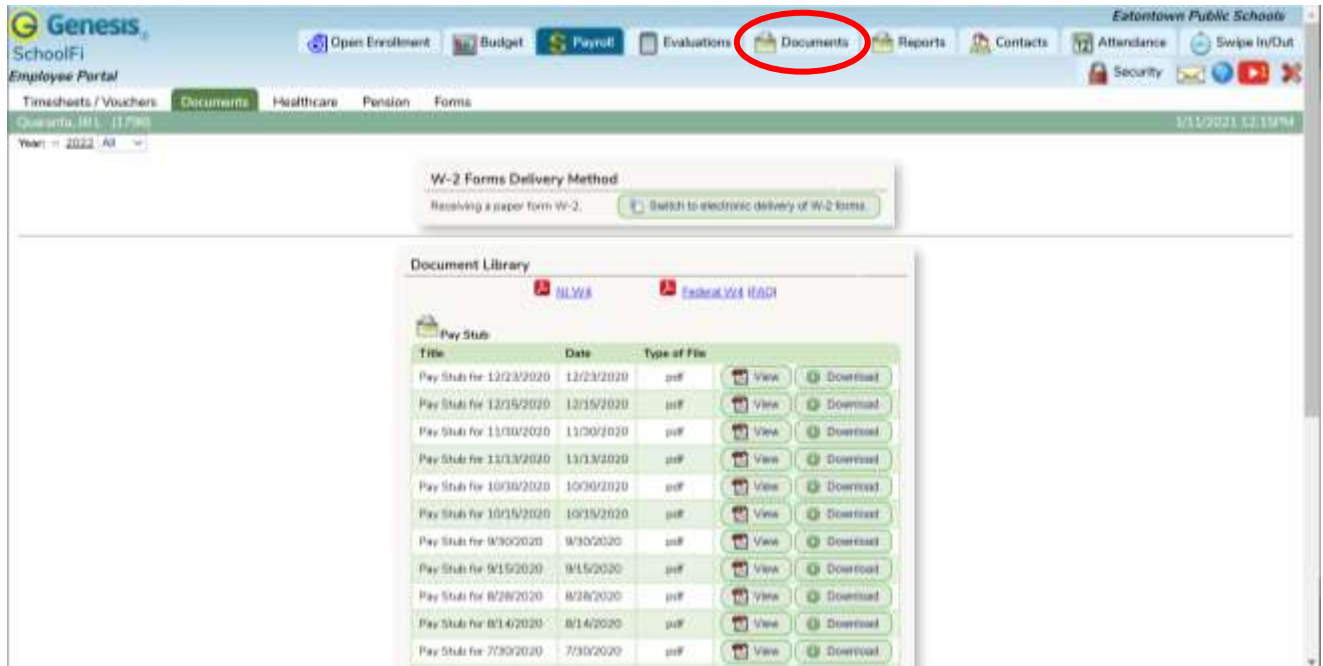 Eatontown Public Schools
Genesis
SchoolFi
Employee Portal
Open Enrollment Budget Payroll Evaluations Documents Reports Contacts Attendance Swipe In/Out
Security
Timesheets / Vouchers Documents Healthcare Pension Forms
1/11/2021 12:15PM
Year: 2022 All
W-2 Forms Delivery Method
Receiving a paper form W-2. Switch to electronic delivery of W-2 forms.
Document Library
NJ W4 Federal W4 (FAQ)
Pay Stub
Title Date Type of File
Pay Stub for 12/23/2020 12/23/2020 pdf View Download
Pay Stub for 12/15/2020 12/15/2020 pdf View Download
Pay Stub for 11/30/2020 11/30/2020 pdf View Download
Pay Stub for 11/13/2020 11/13/2020 pdf View Download
Pay Stub for 10/30/2020 10/30/2020 pdf View Download
Pay Stub for 10/15/2020 10/15/2020 pdf View Download
Pay Stub for 9/30/2020 9/30/2020 pdf View Download
Pay Stub for 9/15/2020 9/15/2020 pdf View Download
Pay Stub for 8/28/2020 8/28/2020 pdf View Download
Pay Stub for 8/14/2020 8/14/2020 pdf View Download
Pay Stub for 7/30/2020 7/30/2020 pdf View Download